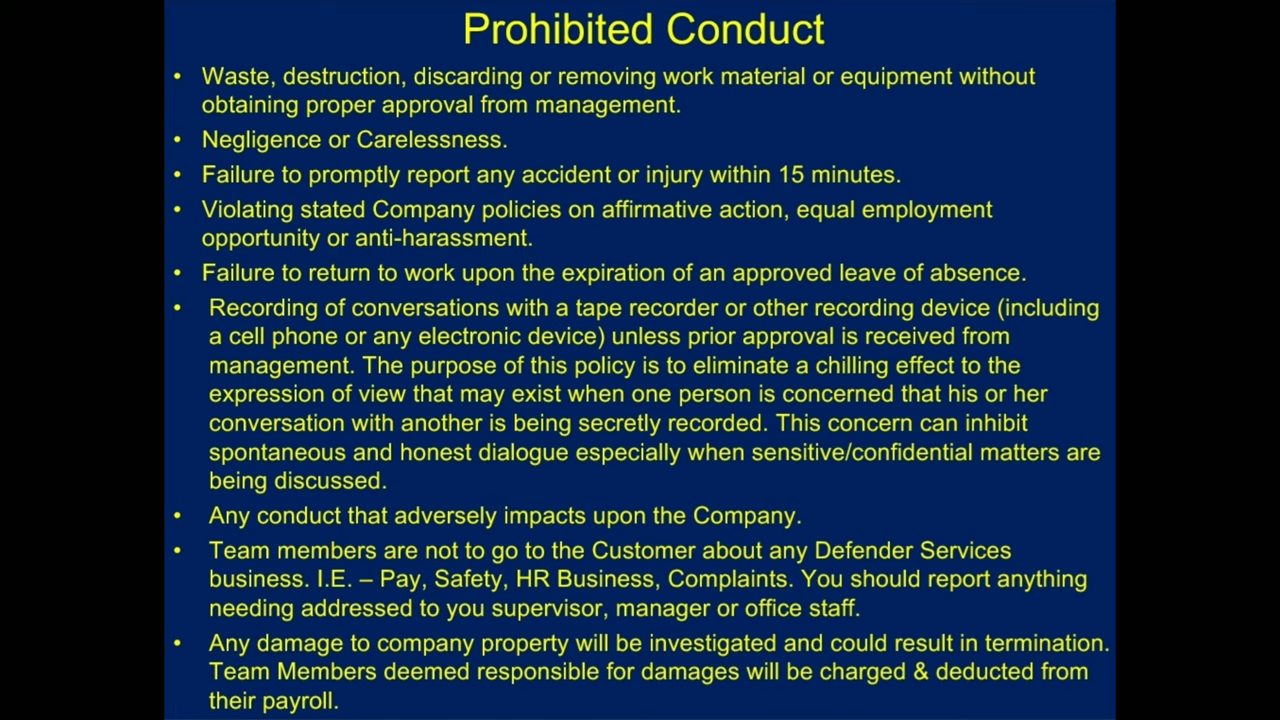 Prohibited Conduct
• Waste, destruction, discarding or removing work material or equipment without
obtaining proper approval from management.
• Negligence or Carelessness.
• Failure to promptly report any accident or injury within 15 minutes.
• Violating stated Company policies on affirmative action, equal employment
opportunity or anti-harassment.
• Failure to return to work upon the expiration of an approved leave of absence.
• Recording of conversations with a tape recorder or other recording device (including
a cell phone or any electronic device) unless prior approval is received from
management. The purpose of this policy is to eliminate a chilling effect to the
expression of view that may exist when one person is concerned that his or her
conversation with another is being secretly recorded. This concern can inhibit
spontaneous and honest dialogue especially when sensitive/confidential matters are
being discussed.
• Any conduct that adversely impacts upon the Company.
• Team members are not to go to the Customer about any Defender Services
business. I.E. – Pay, Safety, HR Business, Complaints. You should report anything
needing addressed to you supervisor, manager or office staff.
• Any damage to company property will be investigated and could result in termination.
Team Members deemed responsible for damages will be charged & deducted from
their payroll.